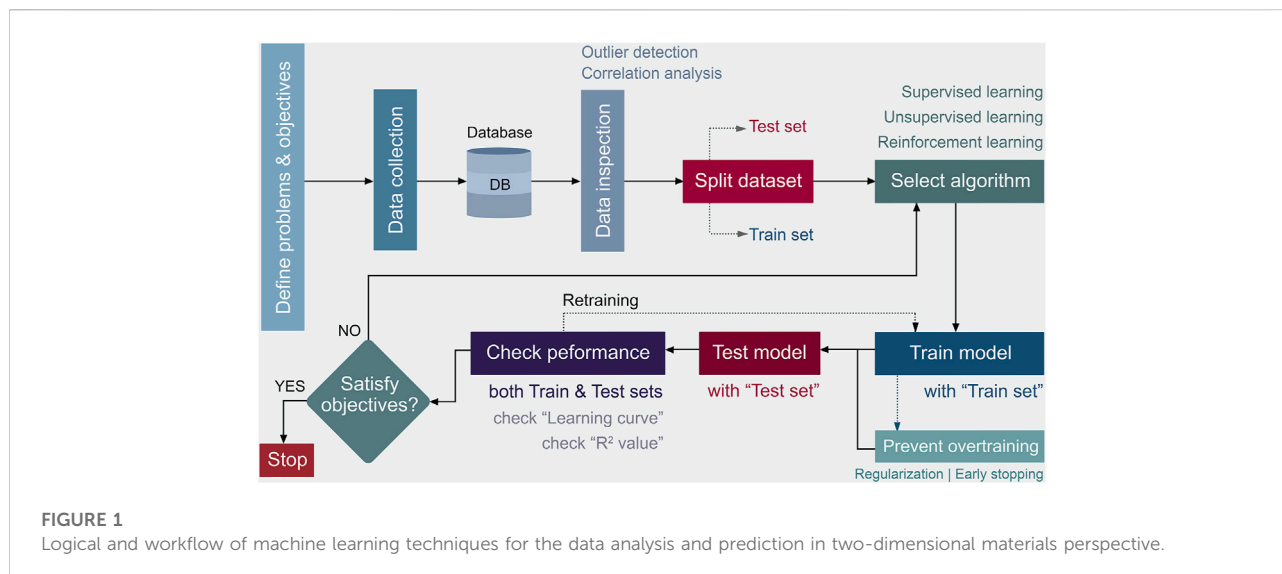 Define problems & objectives
Data collection
Database
DB
Data inspection
Outlier detection
Correlation analysis
Test set
Split dataset
Train set
Supervised learning
Unsupervised learning
Reinforcement learning
Select algorithm
Retraining
Train model
with “Train set”
Prevent overtraining
Regularization | Early stopping
Test model
with “Test set”
Check peformance
both Train & Test sets
check “Learning curve”
check “R² value”
Satisfy
objectives?
NO
YES
Stop
FIGURE 1
Logical and workflow of machine learning techniques for the data analysis and prediction in two-dimensional materials perspective.